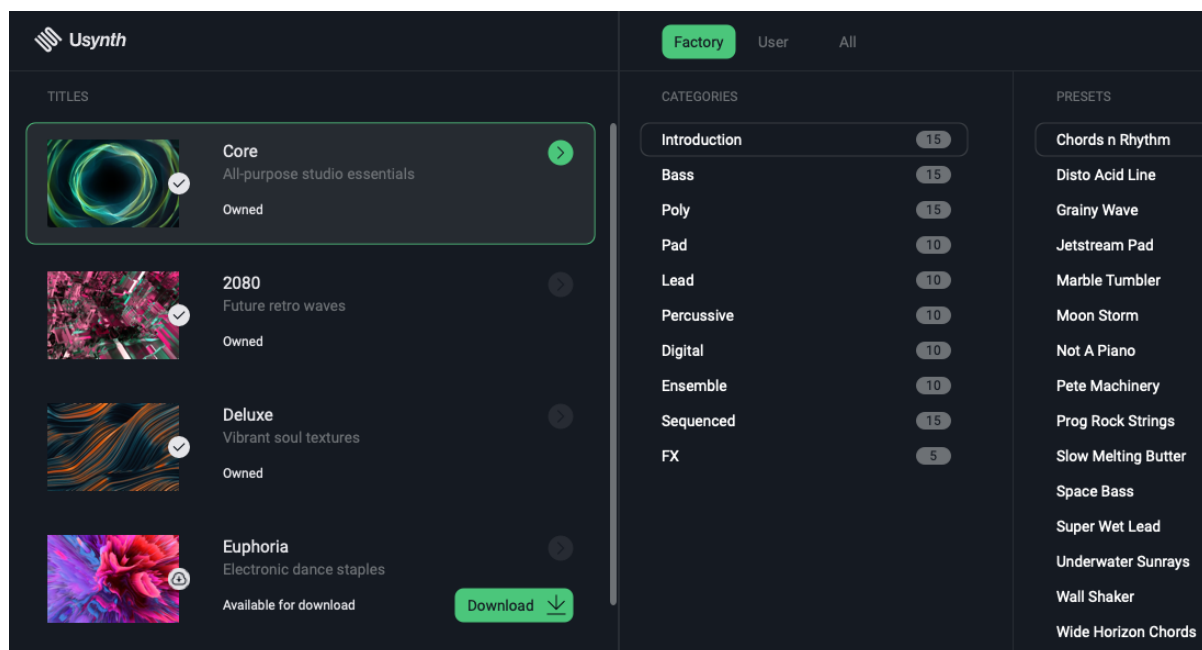 Usynth
Factory
User
All
TITLES
Core
All-purpose studio essentials
Owned
2080
Future retro waves
Owned
Deluxe
Vibrant soul textures
Owned
Euphoria
Electronic dance staples
Available for download
Download
CATEGORIES
Introduction 15
Bass 15
Poly 15
Pad 10
Lead 10
Percussive 10
Digital 10
Ensemble 10
Sequenced 15
FX 5
PRESETS
Chords n Rhythm
Disto Acid Line
Grainy Wave
Jetstream Pad
Marble Tumbler
Moon Storm
Not A Piano
Pete Machinery
Prog Rock Strings
Slow Melting Butter
Space Bass
Super Wet Lead
Underwater Sunrays
Wall Shaker
Wide Horizon Chords